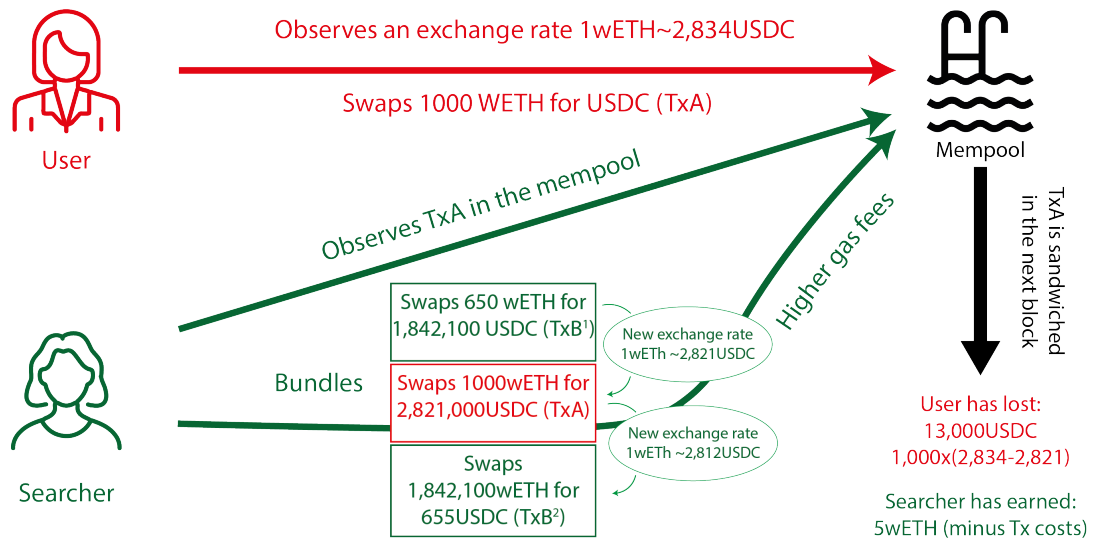 Observes an exchange rate 1wETH~2,834USDC
Swaps 1000 WETH for USDC (TxA)
User
Mempool
Observes TxA in the mempool
Higher gas fees
TxA is sandwiched
in the next block
Swaps 650 wETH for
1,842,100 USDC (TxB¹)
New exchange rate
1wETh ~2,821USDC
Bundles
Swaps 1000wETH for
2,821,000USDC (TxA)
New exchange rate
1wETh ~2,812USDC
Swaps
1,842,100wETH for
655USDC (TxB²)
Searcher
User has lost:
13,000USDC
1,000x(2,834-2,821)
Searcher has earned:
5wETH (minus Tx costs)